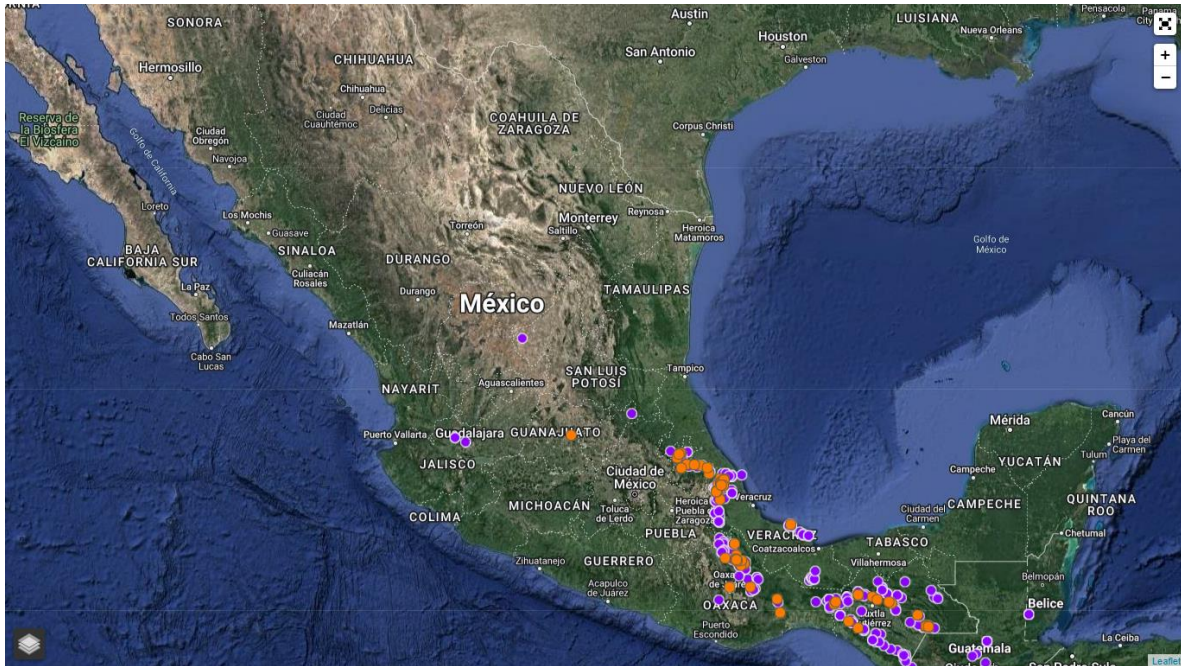 SONORA
Austin
LUISIANA
Pensacola
Panama
Nueva Orleans
Houston
San Antonio
Galveston
+
−
Hermosillo
CHIHUAHUA
Chihuahua
Ciudad
Cuauhtémoc
Delicias
COAHUILA DE
ZARAGOZA
Corpus Christi
Reserva de
la Biosfera
El Vizcaíno
Golfo de California
Ciudad
Obregón
Navojoa
NUEVO LEÓN
Loreto
Los Mochis
Guasave
Torreón
Monterrey
Saltillo
Reynosa
Heroica
Matamoros
Golfo de
México
BAJA
CALIFORNIA SUR
SINALOA
Culiacán
Rosales
DURANGO
Durango
TAMAULIPAS
La Paz
Todos Santos
México
Mazatlán
Cabo San
Lucas
NAYARIT
Aguascalientes
SAN LUIS
POTOSÍ
Tampico
Puerto Vallarta
Guadalajara
GUANAJUATO
Mérida
Cancún
Playa del
Carmen
Tulum
YUCATÁN
JALISCO
Ciudad de
México
Campeche
CAMPECHE
QUINTANA
ROO
COLIMA
MICHOACÁN
Toluca
de Lerdo
Heroica
Puebla
Zaragoza
Veracruz
Ciudad del
Carmen
PUEBLA
VERACRUZ
Coatzacoalcos
TABASCO
Villahermosa
Chetumal
Zihuatanejo
GUERRERO
Acapulco
de Juárez
OAXACA
Puerto
Escondido
Belmopán
Belice
Guatemala
La Ceiba
San Pedro Sula
Leaflet